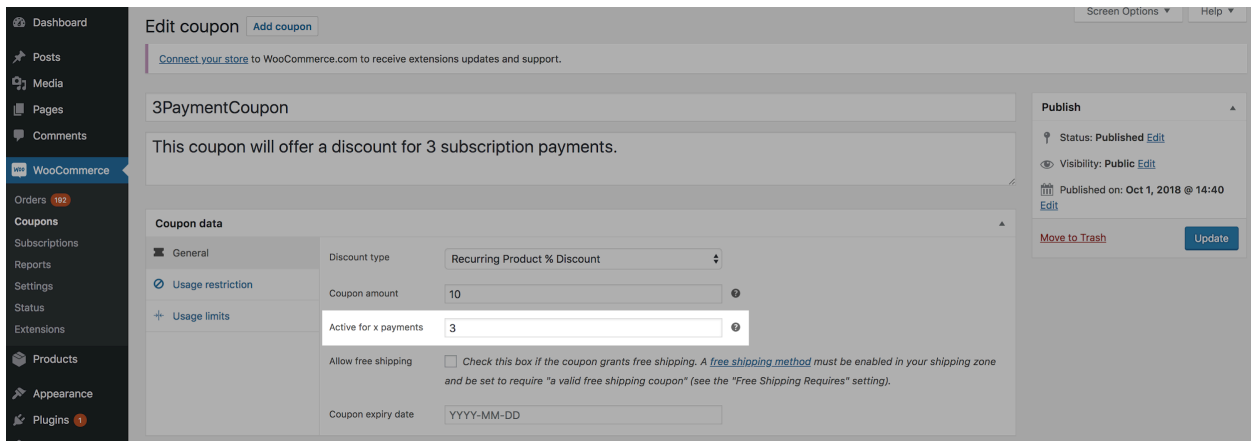 Dashboard
Posts
Media
Pages
Comments
Woo WooCommerce
Orders 192
Coupons
Subscriptions
Reports
Settings
Status
Extensions
Products
Appearance
Plugins 1
Screen Options ▼ Help ▼
Edit coupon Add coupon
Connect your store to WooCommerce.com to receive extensions updates and support.
3PaymentCoupon
This coupon will offer a discount for 3 subscription payments.
Coupon data
General
Usage restriction
Usage limits
Discount type Recurring Product % Discount
Coupon amount 10 ?
Active for x payments 3 ?
Allow free shipping Check this box if the coupon grants free shipping. A free shipping method must be enabled in your shipping zone
and be set to require "a valid free shipping coupon" (see the "Free Shipping Requires" setting).
Coupon expiry date YYYY-MM-DD
Publish
Status: Published Edit
Visibility: Public Edit
Published on: Oct 1, 2018 @ 14:40
Edit
Move to Trash Update